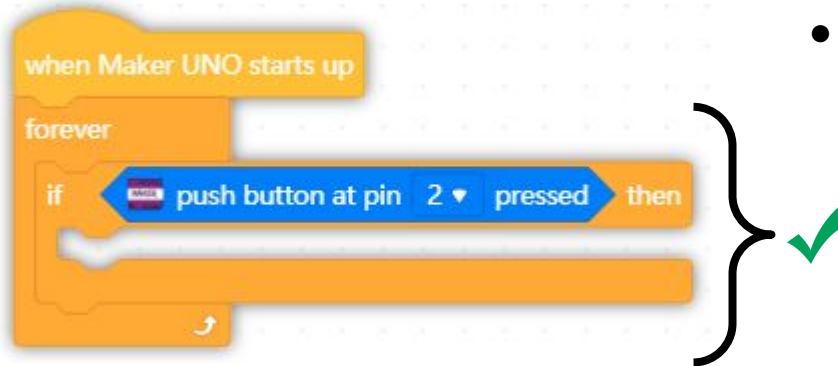 when Maker UNO starts up
forever
if push button at pin 2 pressed then